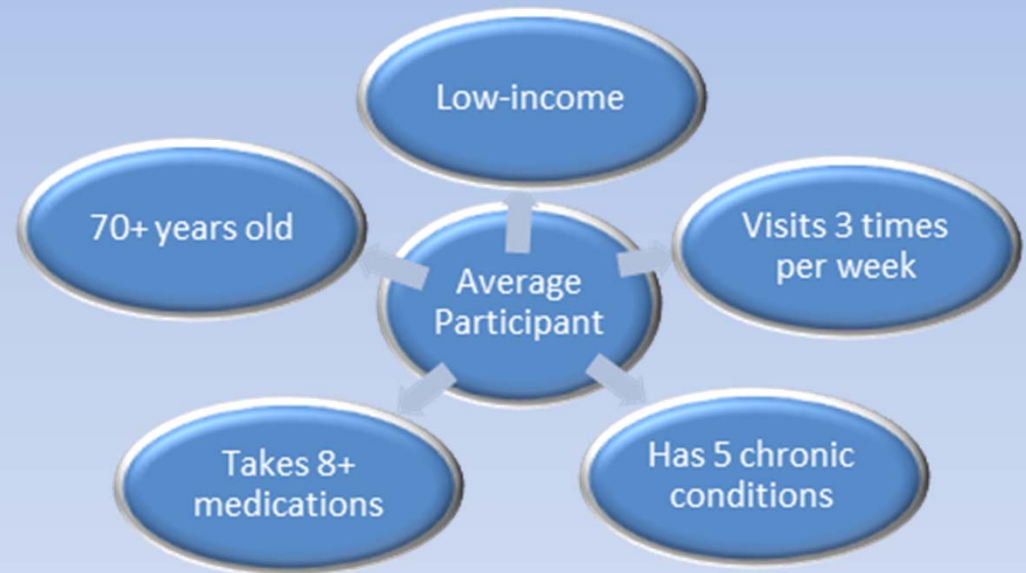 Low-income
70+ years old
Visits 3 times
per week
Average
Participant
Takes 8+
medications
Has 5 chronic
conditions